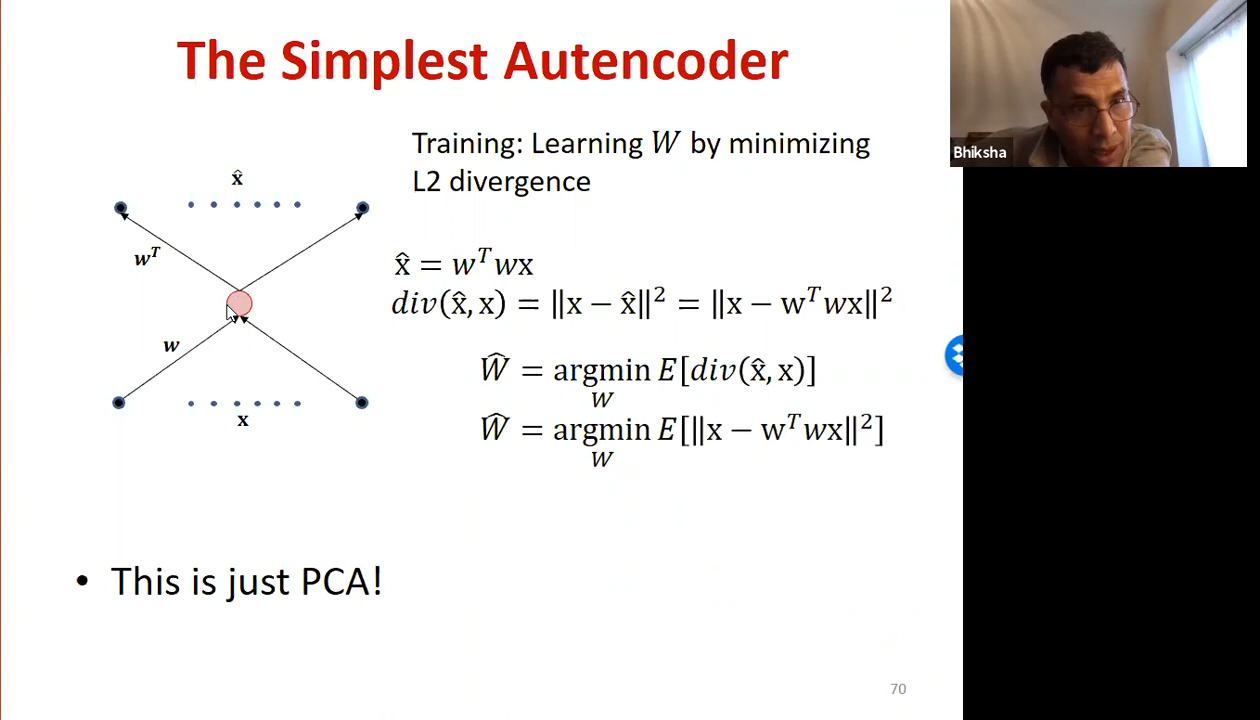 The Simplest Autencoder
Training: Learning W by minimizing
L2 divergence
x̂
wᵀ
w
x
x̂ = wᵀwx
div(x̂, x) = ‖x − x̂‖² = ‖x − wᵀwx‖²
Ŵ = argmin E[div(x̂, x)]
W
Ŵ = argmin E[‖x − wᵀwx‖²]
W
• This is just PCA!
70
Bhiksha